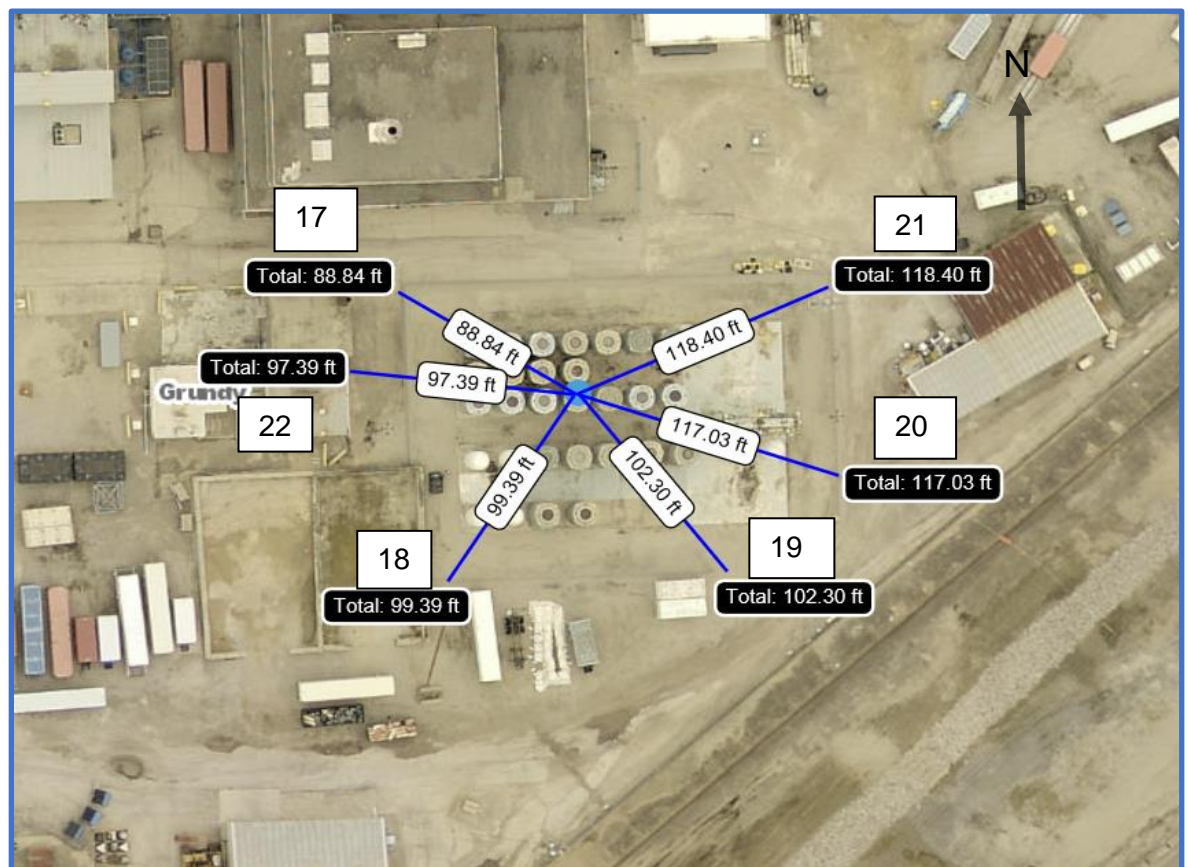 N
17
21
Total: 88.84 ft
Total: 118.40 ft
88.84 ft
118.40 ft
Total: 97.39 ft
97.39 ft
Grundy
22
117.03 ft
20
Total: 117.03 ft
99.39 ft
102.30 ft
18
19
Total: 99.39 ft
Total: 102.30 ft